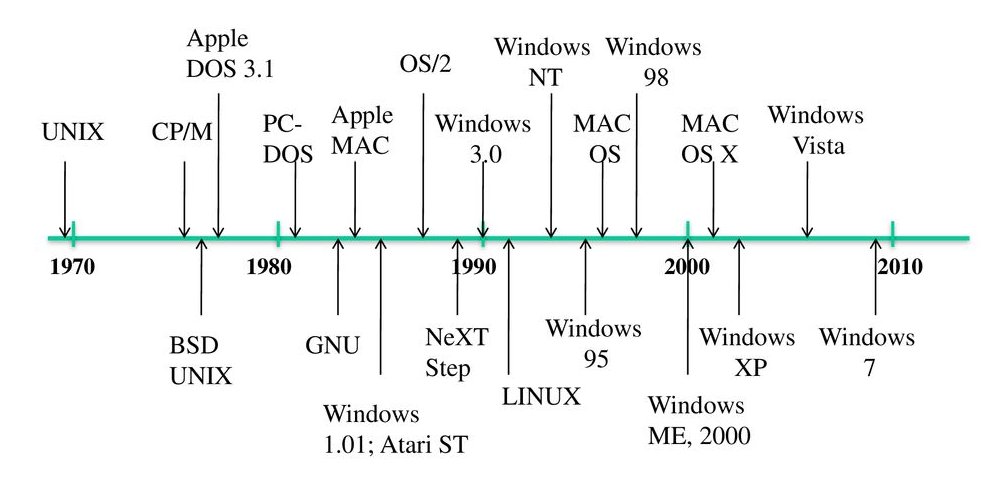 Apple
DOS 3.1
OS/2
Windows
NT
Windows
98
UNIX
CP/M
PC-
DOS
Apple
MAC
Windows
3.0
MAC
OS
MAC
OS X
Windows
Vista
1970
1980
1990
2000
2010
BSD
UNIX
GNU
NeXT
Step
Windows
95
Windows
XP
Windows
7
LINUX
Windows
1.01; Atari ST
Windows
ME, 2000